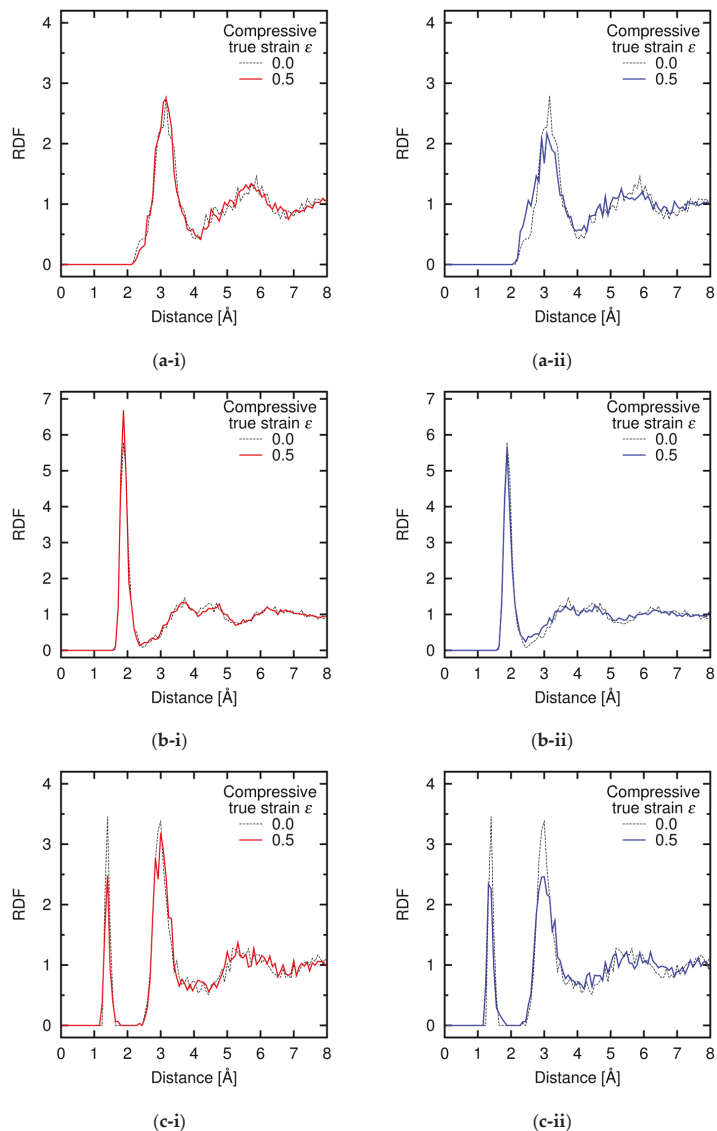 4
3
2
1
0
RDF
Compressive
true strain ε
0.0
0.5
0 1 2 3 4 5 6 7 8
Distance [Å]
(a-i)
4
3
2
1
0
RDF
Compressive
true strain ε
0.0
0.5
0 1 2 3 4 5 6 7 8
Distance [Å]
(a-ii)
7
6
5
4
3
2
1
0
RDF
Compressive
true strain ε
0.0
0.5
0 1 2 3 4 5 6 7 8
Distance [Å]
(b-i)
7
6
5
4
3
2
1
0
RDF
Compressive
true strain ε
0.0
0.5
0 1 2 3 4 5 6 7 8
Distance [Å]
(b-ii)
4
3
2
1
0
RDF
Compressive
true strain ε
0.0
0.5
0 1 2 3 4 5 6 7 8
Distance [Å]
(c-i)
4
3
2
1
0
RDF
Compressive
true strain ε
0.0
0.5
0 1 2 3 4 5 6 7 8
Distance [Å]
(c-ii)